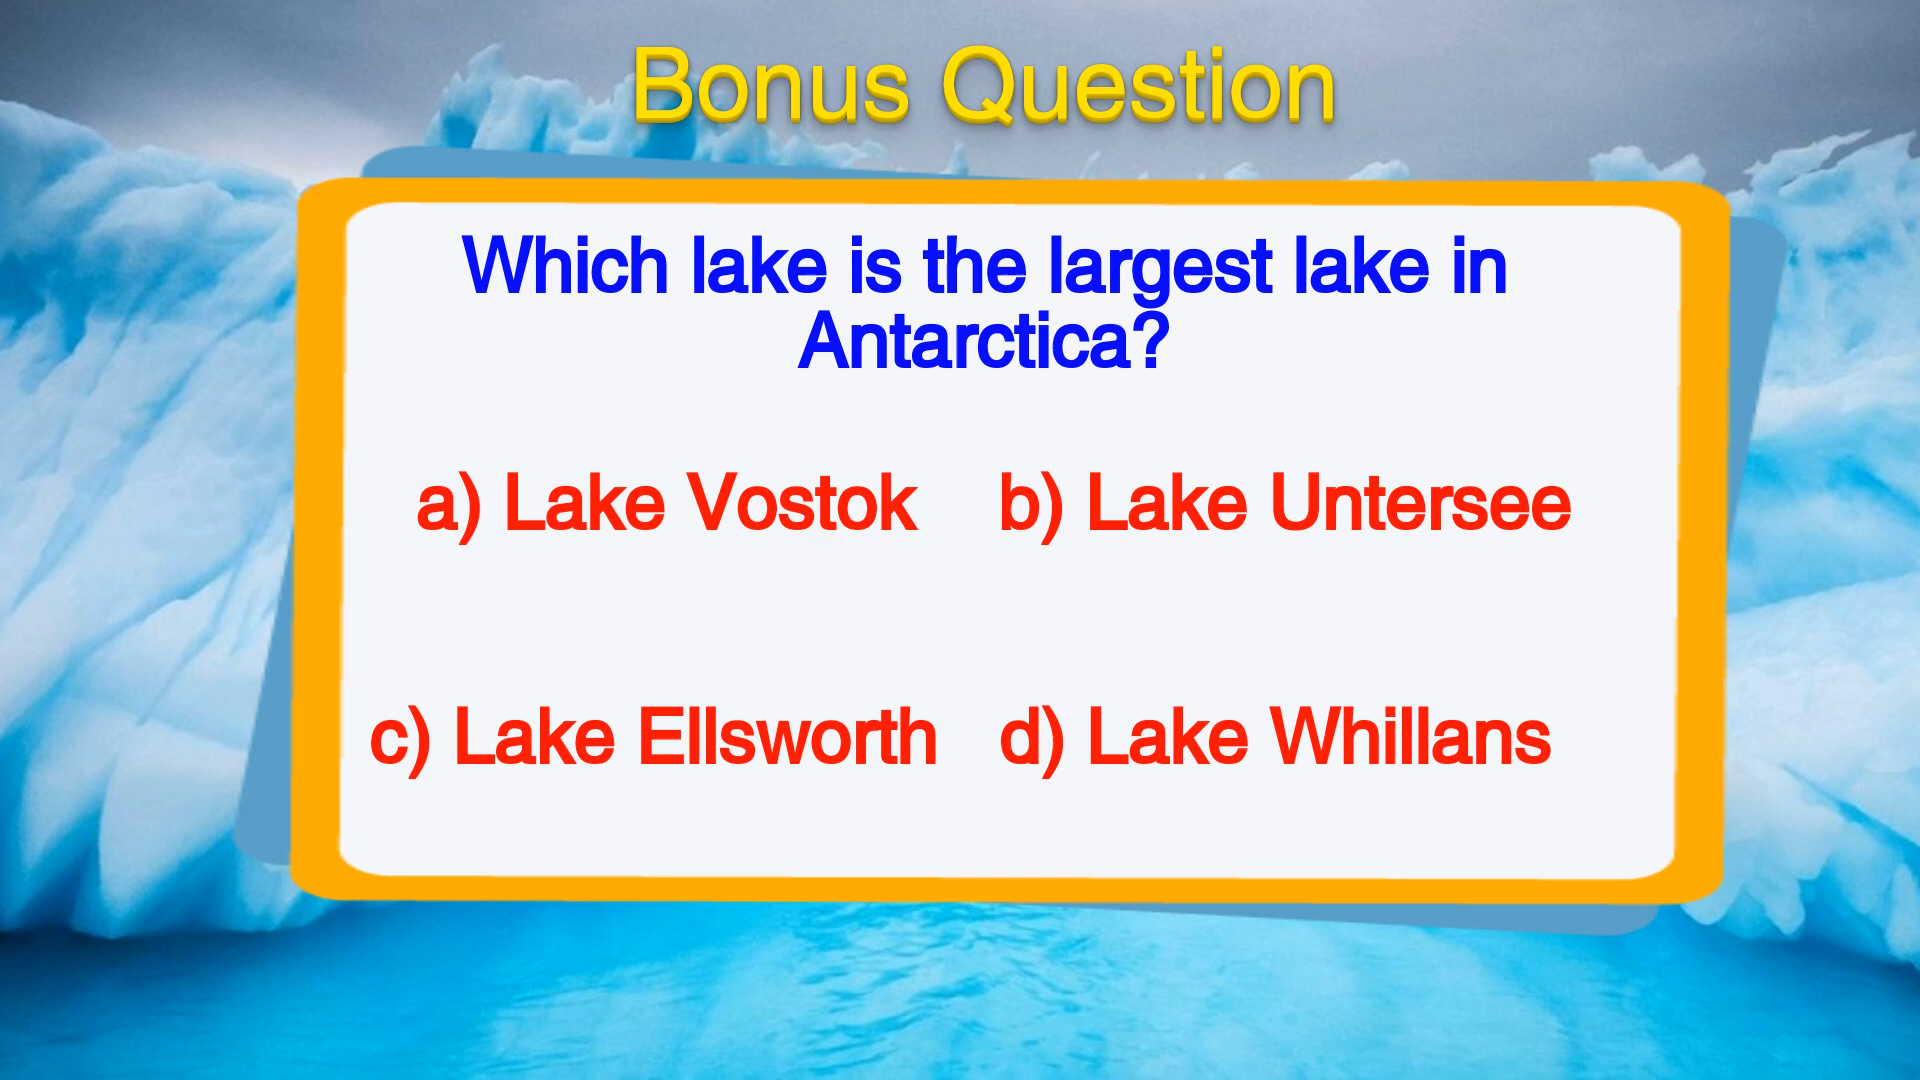 Bonus Question
Which lake is the largest lake in
Antarctica?
a) Lake Vostok b) Lake Untersee
c) Lake Ellsworth d) Lake Whillans